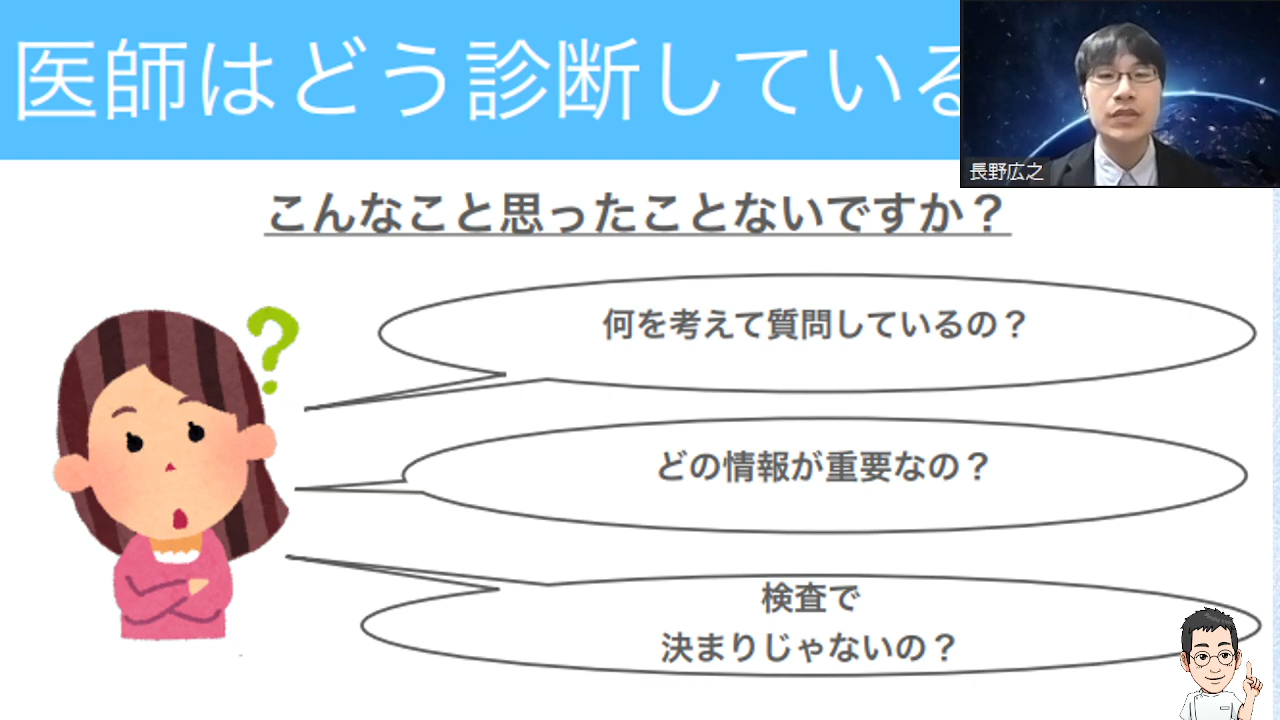 医師はどう診断している
長野広之
こんなこと思ったことないですか？
何を考えて質問しているの？
どの情報が重要なの？
検査で
決まりじゃないの？